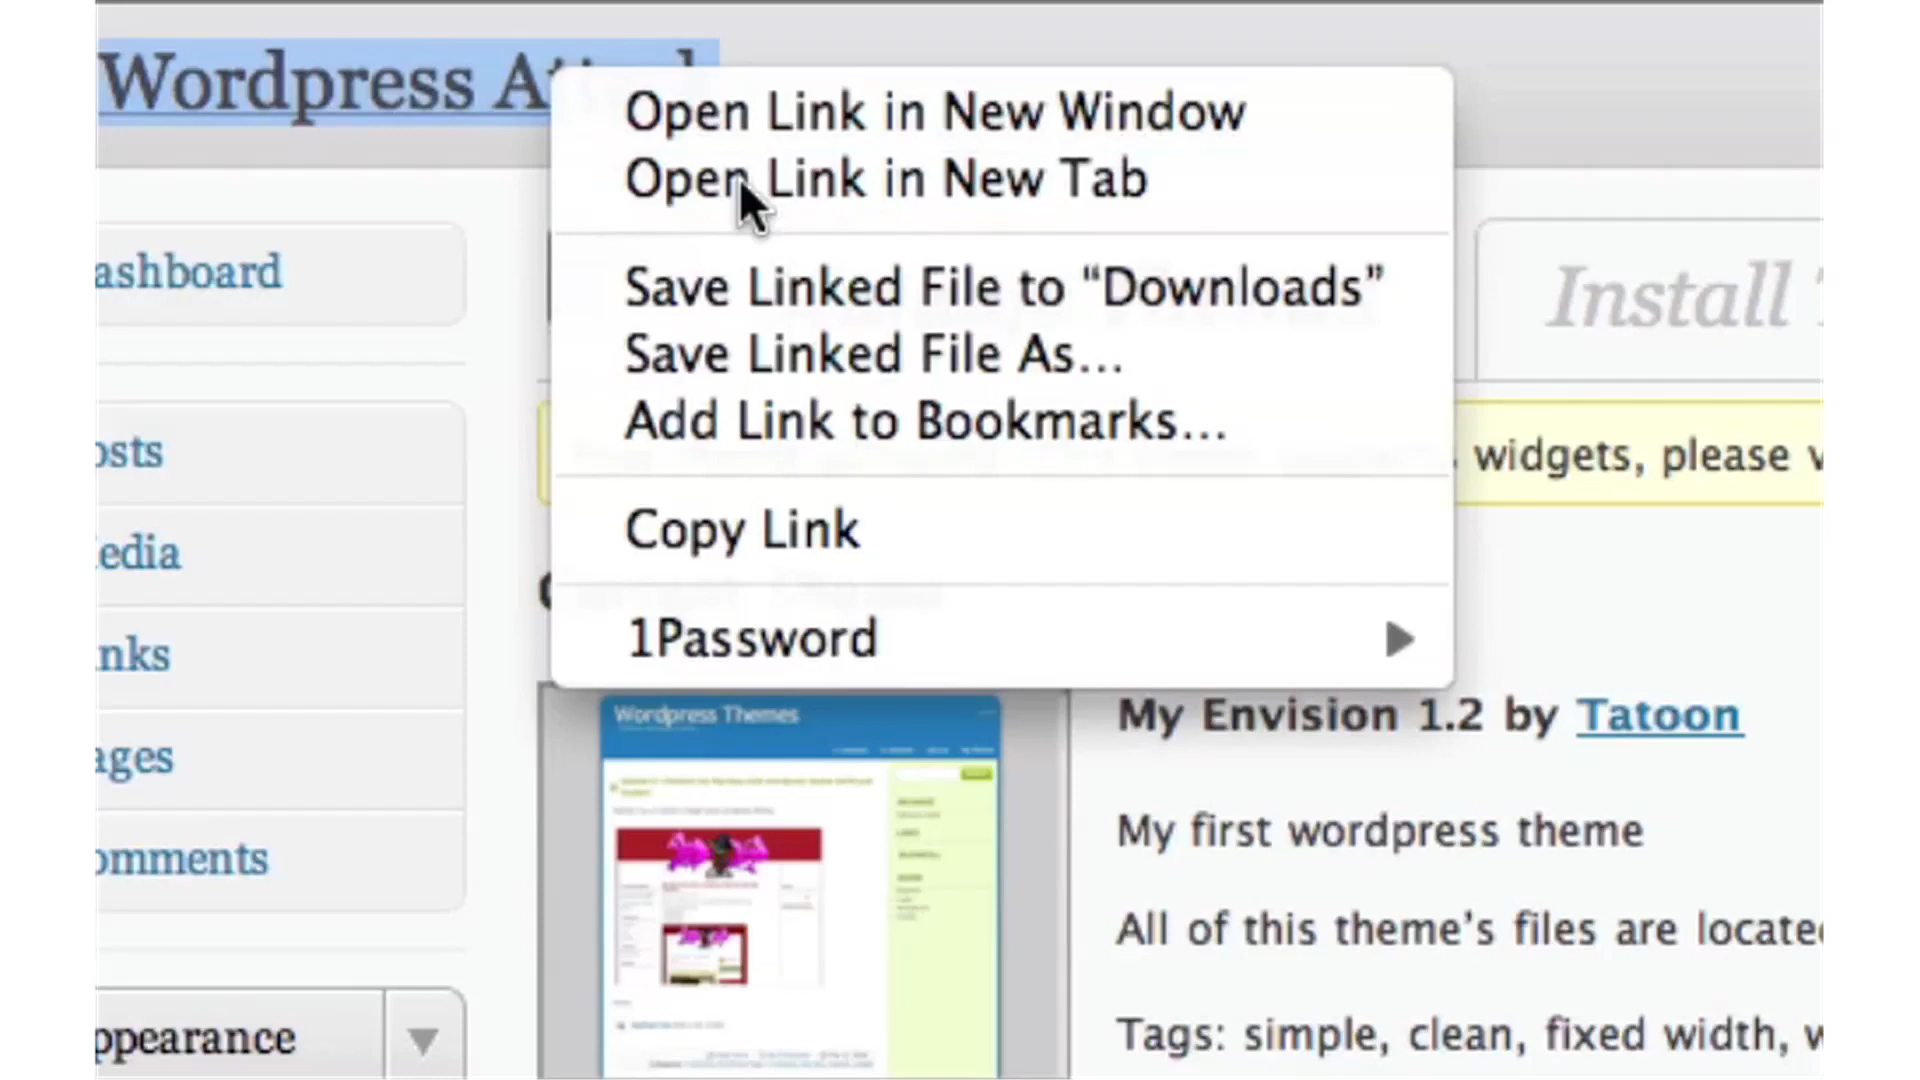 Wordpress
Open Link in New Window
Open Link in New Tab
Save Linked File to “Downloads”
Save Linked File As...
Add Link to Bookmarks...
Copy Link
1Password
ashboard
osts
edia
nks
ages
omments
ppearance
Install
widgets, please
Wordpress Themes
My Envision 1.2 by Tatoon
My first wordpress theme
All of this theme’s files are locate
Tags: simple, clean, fixed width, w